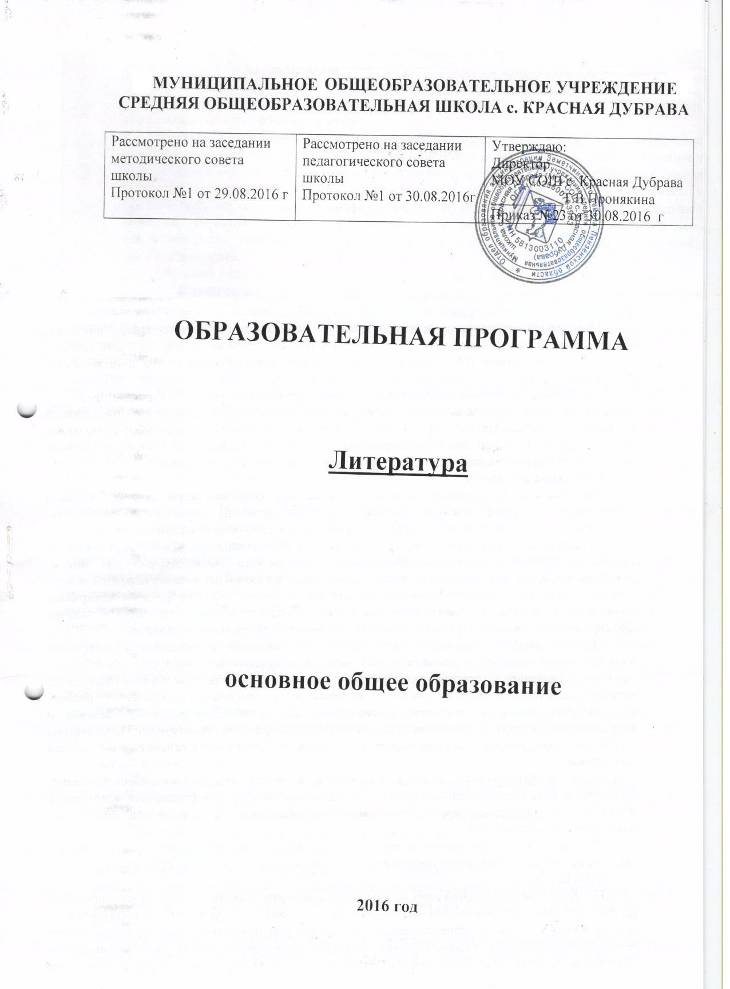 МУНИЦИПАЛЬНОЕ ОБЩЕОБРАЗОВАТЕЛЬНОЕ УЧРЕЖДЕНИЕ
СРЕДНЯЯ ОБЩЕОБРАЗОВАТЕЛЬНАЯ ШКОЛА с. КРАСНАЯ ДУБРАВА
Рассмотрено на заседании
методического совета
школы
Протокол №1 от 29.08.2016 г
Рассмотрено на заседании
педагогического совета
школы
Протокол №1 от 30.08.2016г
Утверждаю:
Директор
МОУ СОШ с. Красная Дубрава
Пронякина
Приказ №23 от 30.08.2016 г
ОБРАЗОВАТЕЛЬНАЯ ПРОГРАММА
Литература
основное общее образование
2016 год